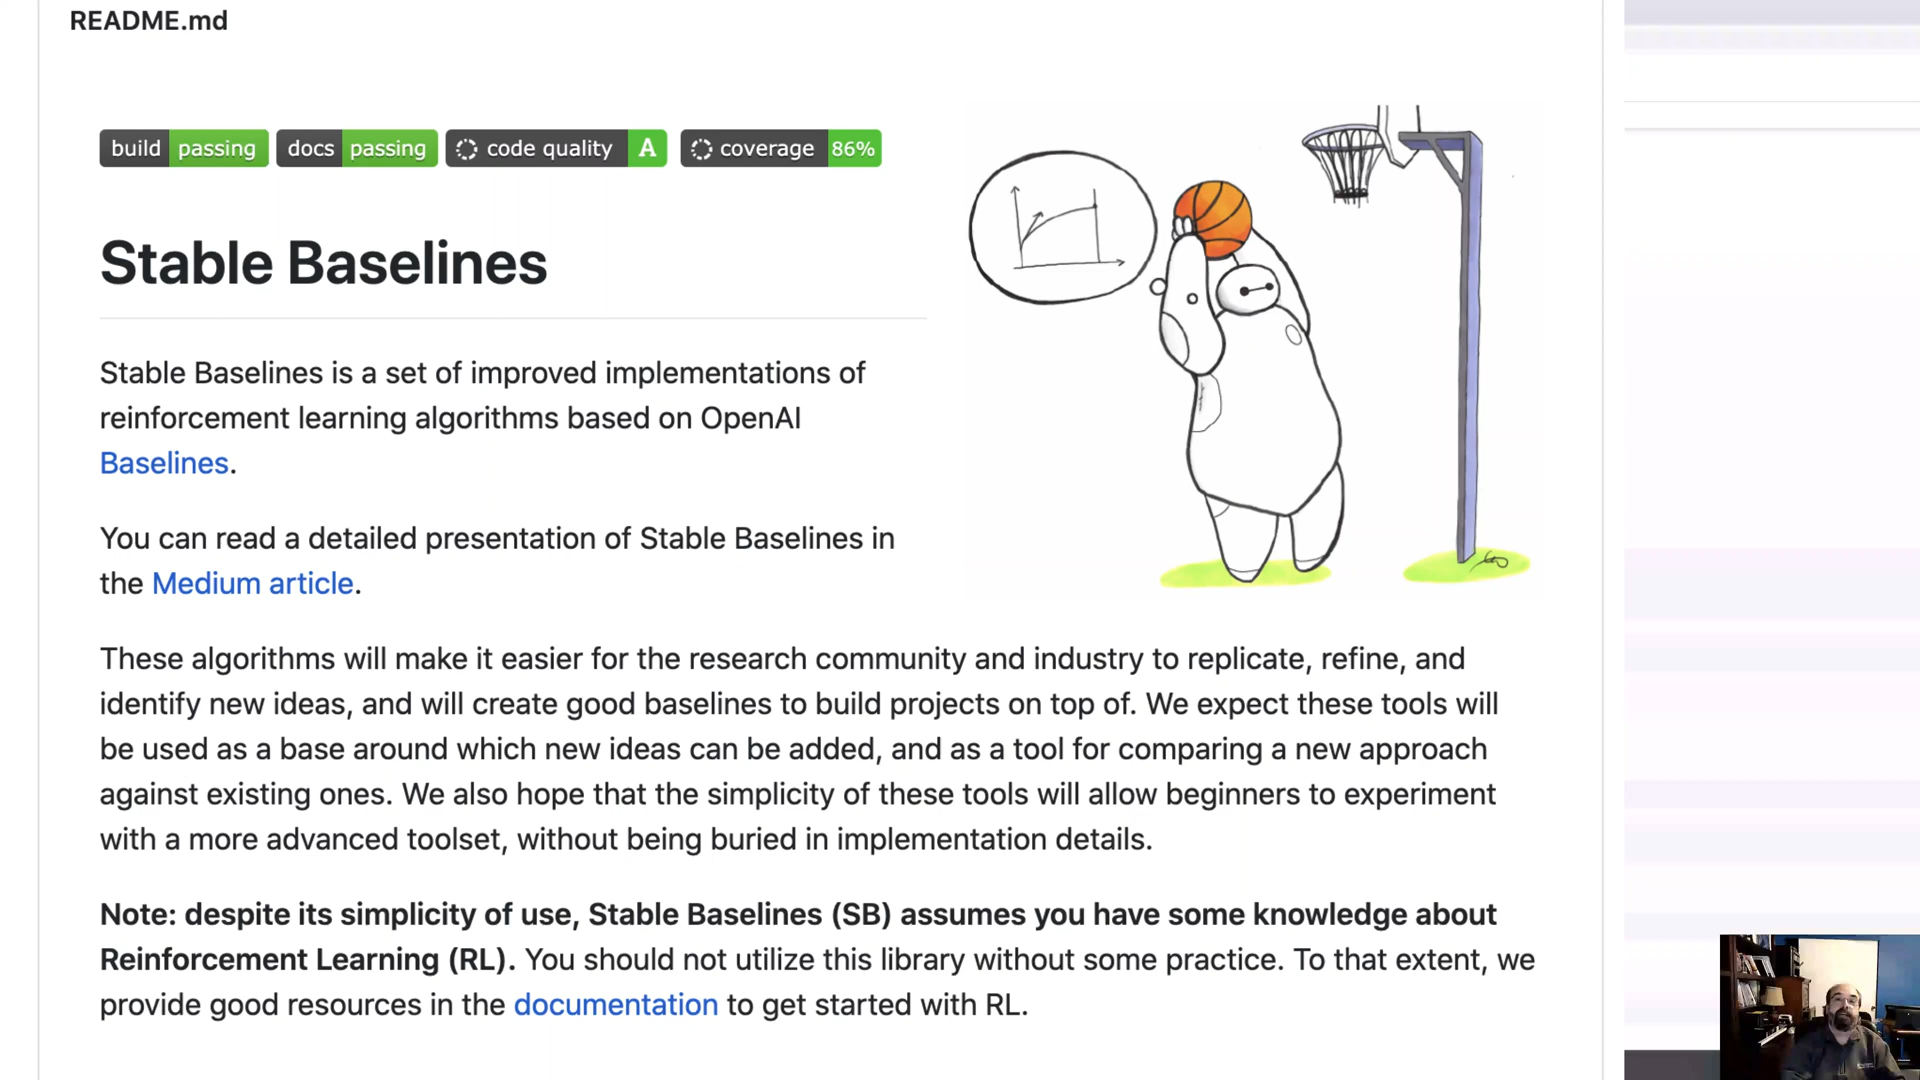 README.md
build passing docs passing code quality A coverage 86%
Stable Baselines
Stable Baselines is a set of improved implementations of
reinforcement learning algorithms based on OpenAI
Baselines.
You can read a detailed presentation of Stable Baselines in
the Medium article.
These algorithms will make it easier for the research community and industry to replicate, refine, and
identify new ideas, and will create good baselines to build projects on top of. We expect these tools will
be used as a base around which new ideas can be added, and as a tool for comparing a new approach
against existing ones. We also hope that the simplicity of these tools will allow beginners to experiment
with a more advanced toolset, without being buried in implementation details.
Note: despite its simplicity of use, Stable Baselines (SB) assumes you have some knowledge about
Reinforcement Learning (RL). You should not utilize this library without some practice. To that extent, we
provide good resources in the documentation to get started with RL.